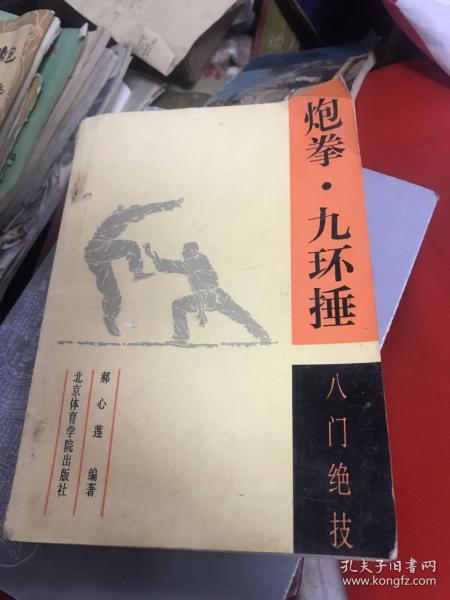 炮拳·九环捶
八门绝技
郝心莲 编著
北京体育学院出版社
孔夫子旧书网
www.kongfz.com